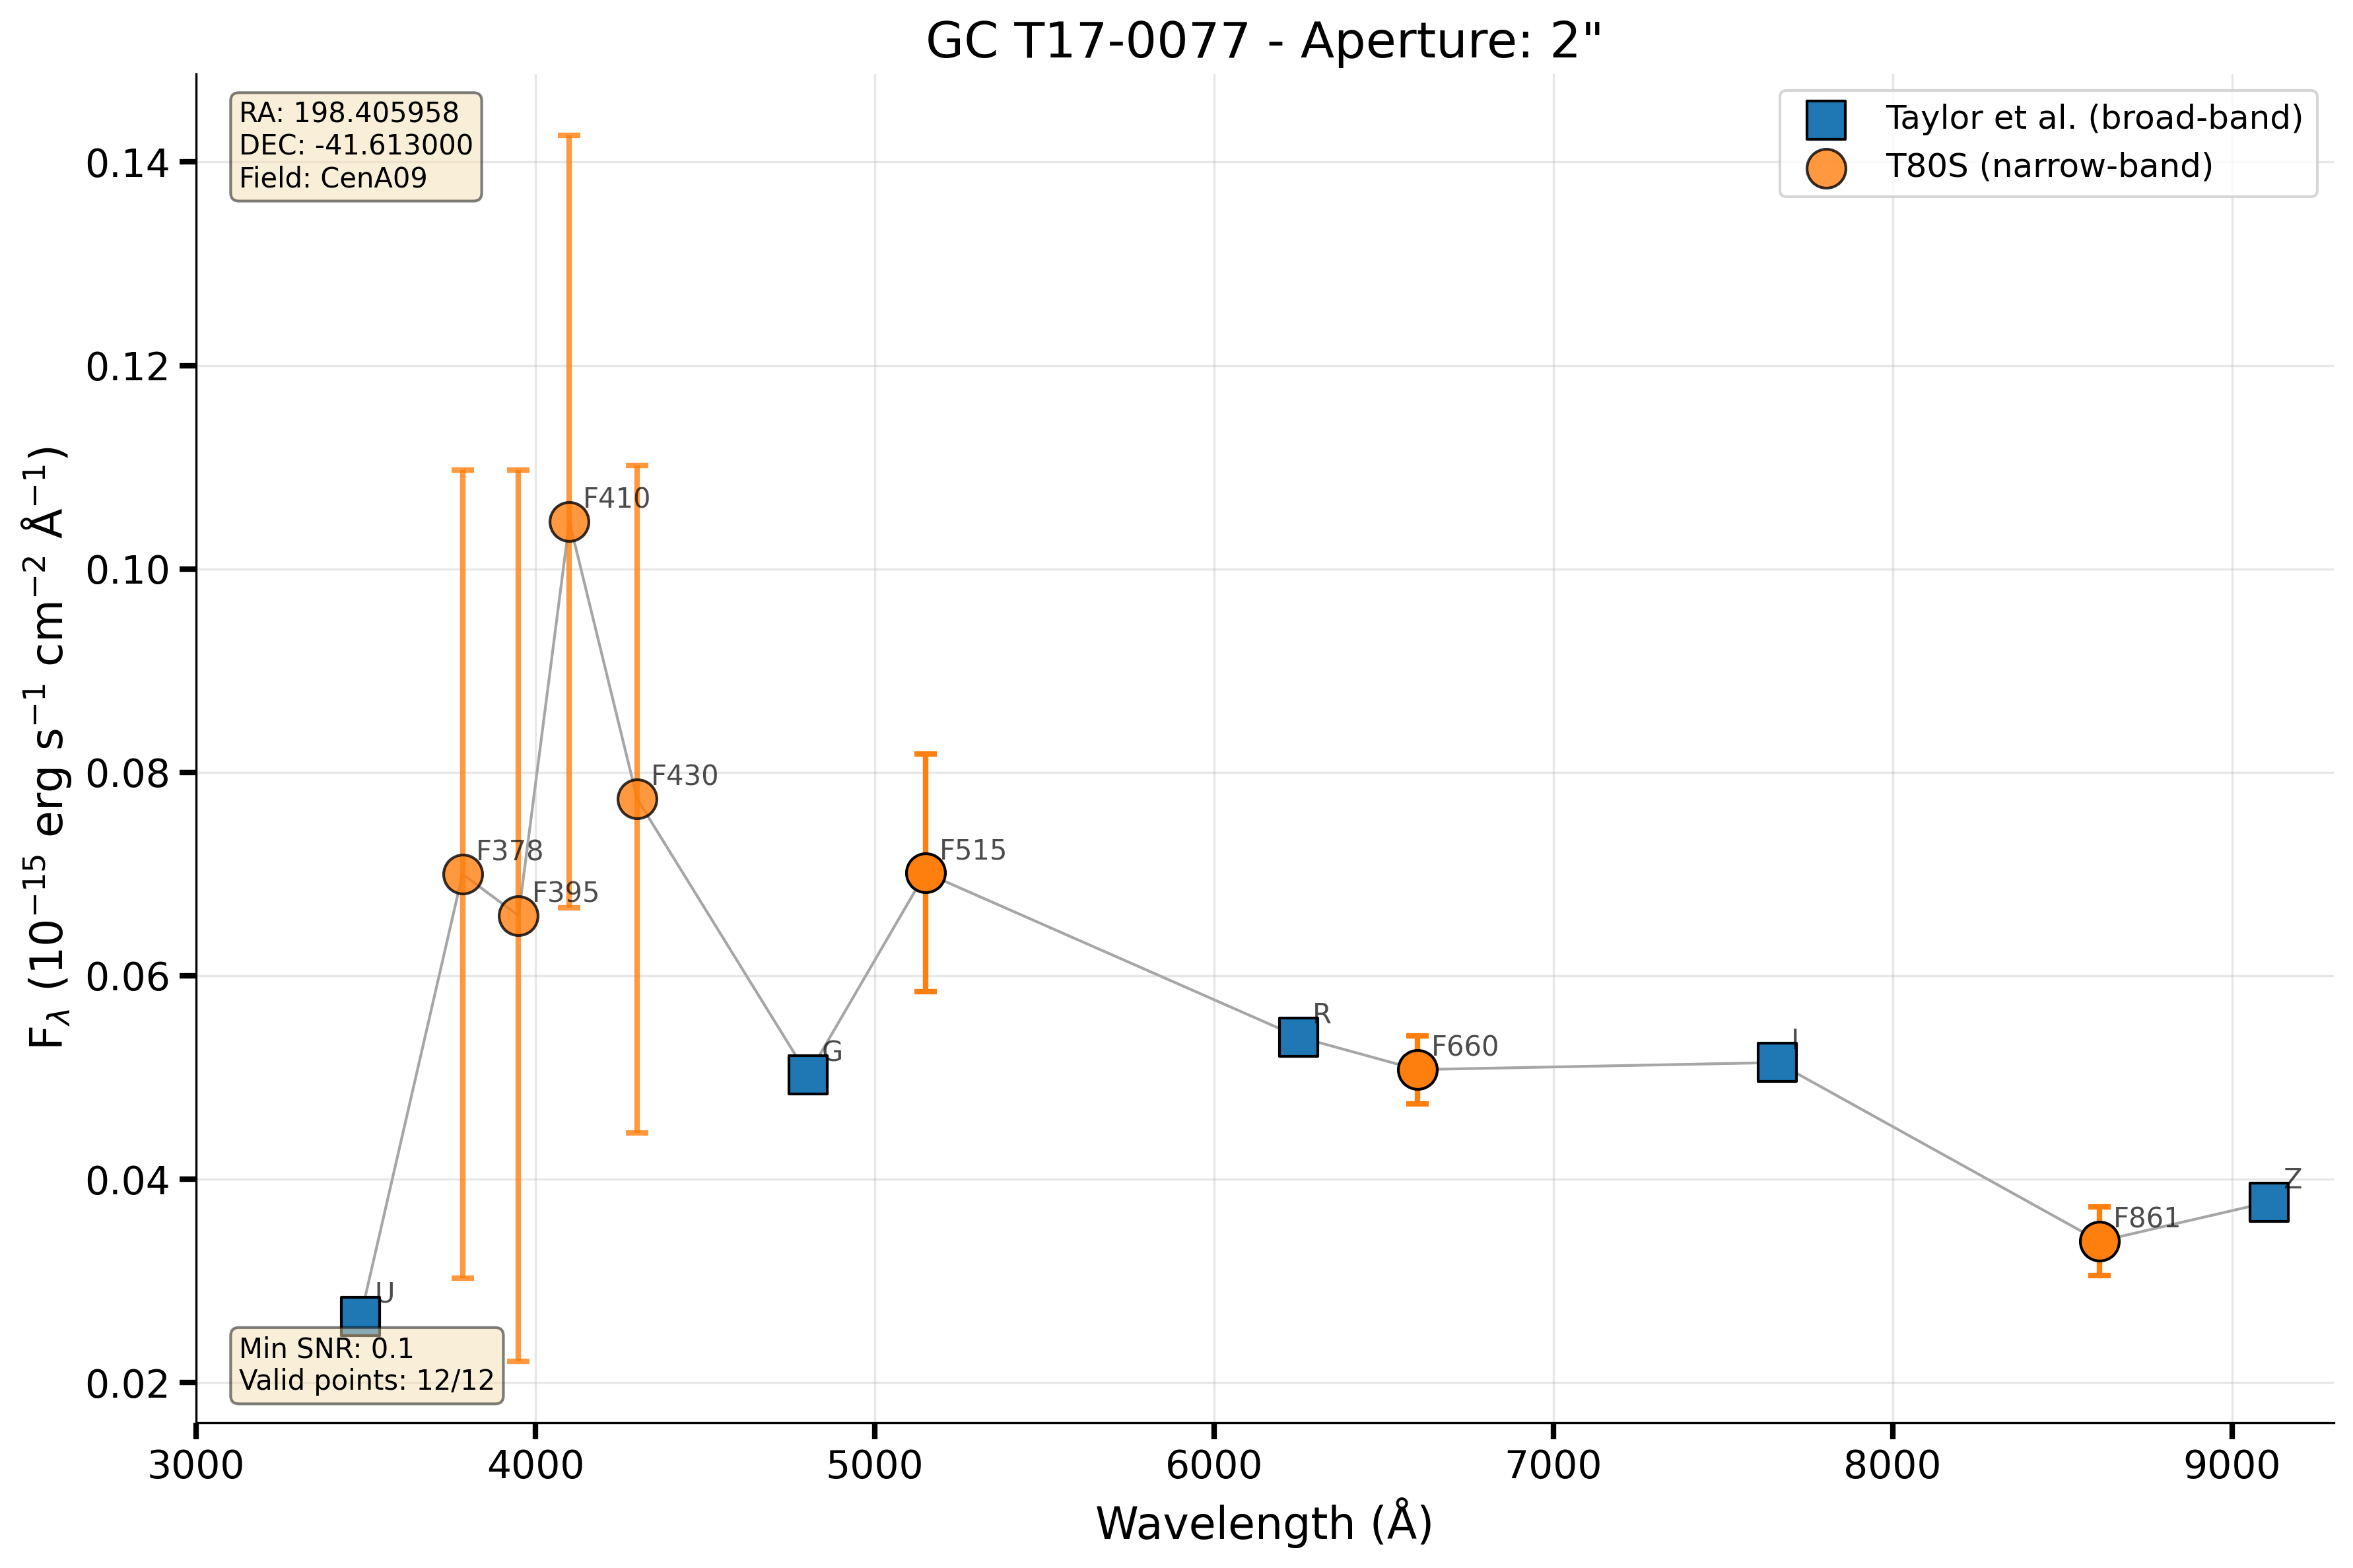 GC T17-0077 - Aperture: 2"
RA: 198.405958
DEC: -41.613000
Field: CenA09
Taylor et al. (broad-band)
T80S (narrow-band)
0.14
0.12
0.10
0.08
0.06
0.04
0.02
F410
F430
F378
F395
F515
G
R
F660
I
Z
F861
U
Min SNR: 0.1
Valid points: 12/12
3000 4000 5000 6000 7000 8000 9000
Wavelength (Å)
Fλ (10⁻¹⁵ erg s⁻¹ cm⁻² Å⁻¹)